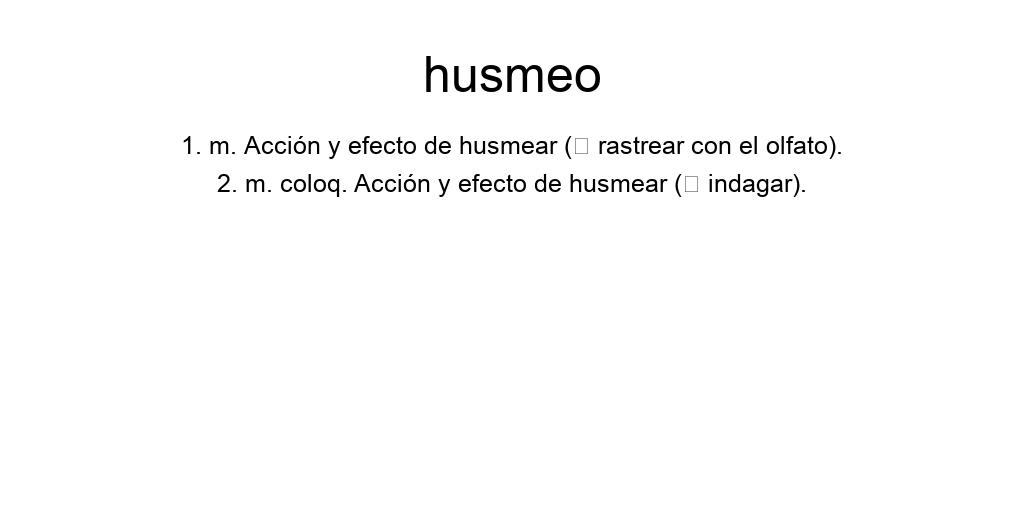 husmeo
1. m. Acción y efecto de husmear (▯ rastrear con el olfato).
2. m. coloq. Acción y efecto de husmear (▯ indagar).